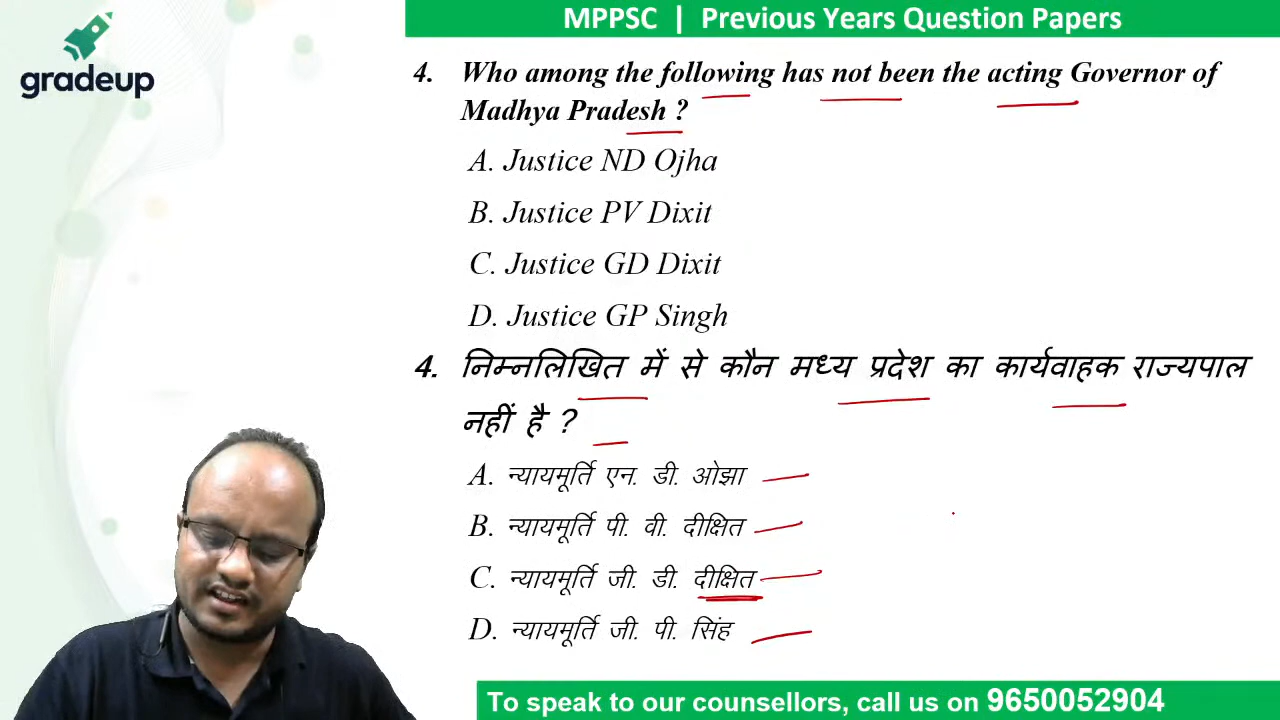 gradeup
MPPSC | Previous Years Question Papers
4. Who among the following has not been the acting Governor of
Madhya Pradesh ?
A. Justice ND Ojha
B. Justice PV Dixit
C. Justice GD Dixit
D. Justice GP Singh
4. निम्नलिखित में से कौन मध्य प्रदेश का कार्यवाहक राज्यपाल
नहीं है ?
A. न्यायमूर्ति एन. डी. ओझा
B. न्यायमूर्ति पी. वी. दीक्षित
C. न्यायमूर्ति जी. डी. दीक्षित
D. न्यायमूर्ति जी. पी. सिंह
To speak to our counsellors, call us on 9650052904